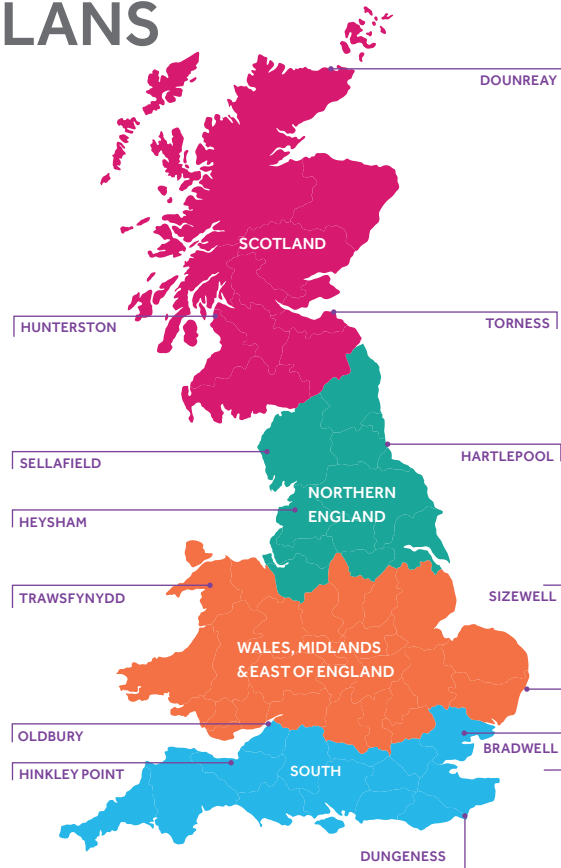 LANS
DOUNREAY
SCOTLAND
HUNTERSTON
TORNESS
SELLAFIELD
HARTLEPOOL
NORTHERN
ENGLAND
HEYSHAM
TRAWSFYNYDD
SIZEWELL
WALES, MIDLANDS
& EAST OF ENGLAND
OLDBURY
BRADWELL
HINKLEY POINT
SOUTH
DUNGENESS